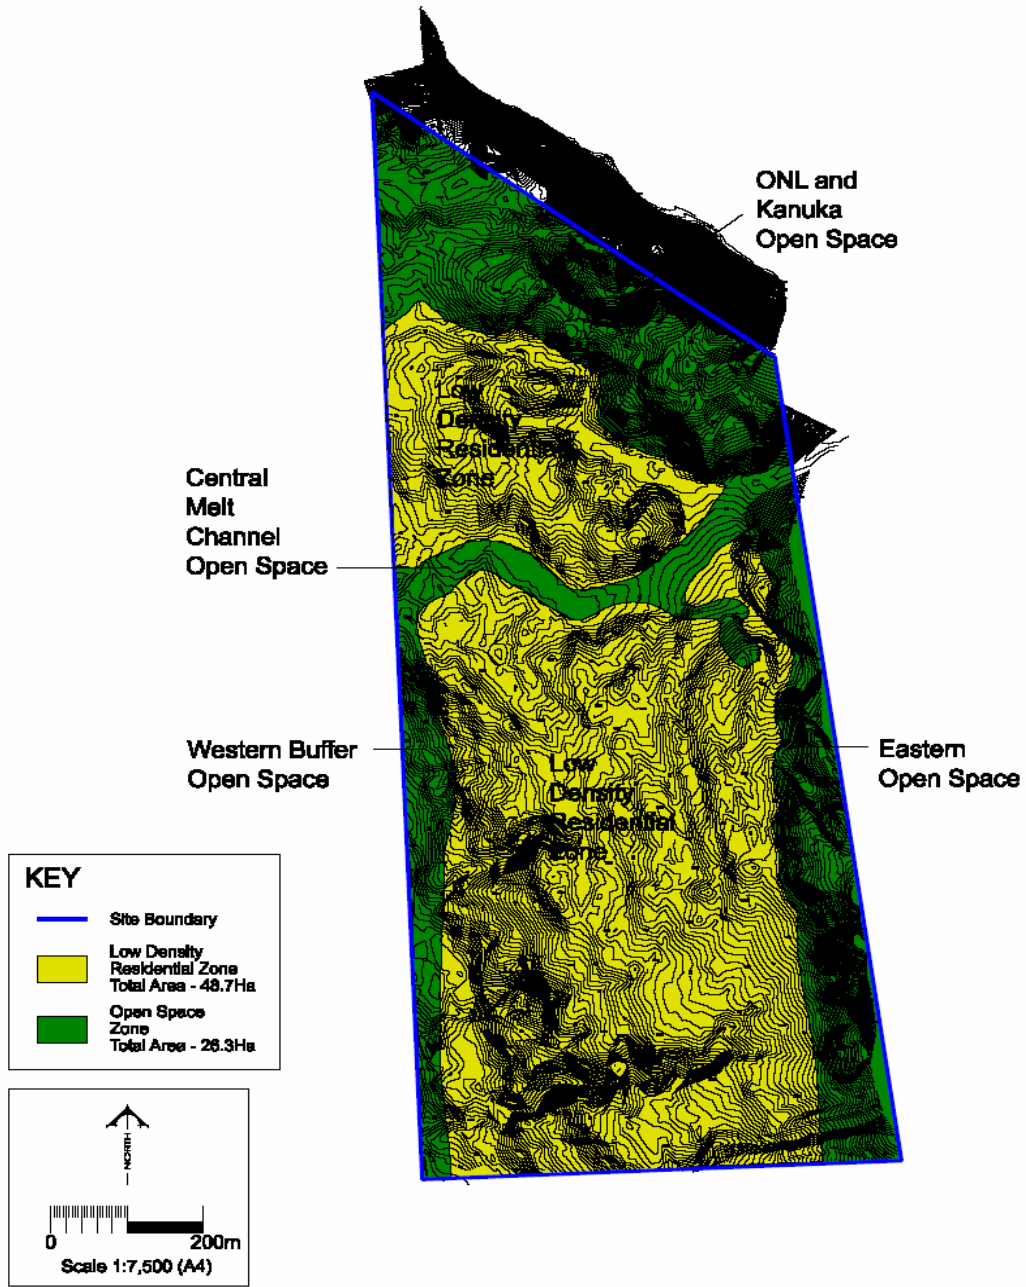 ONL and
Kanuka
Open Space
Low
Density
Residential
Zone
Central
Melt
Channel
Open Space
Western Buffer
Open Space
Low
Density
Residential
Zone
Eastern
Open Space
KEY
Site Boundary
Low Density
Residential Zone
Total Area - 48.7Ha
Open Space
Zone
Total Area - 26.3Ha
NORTH
0 200m
Scale 1:7,500 (A4)